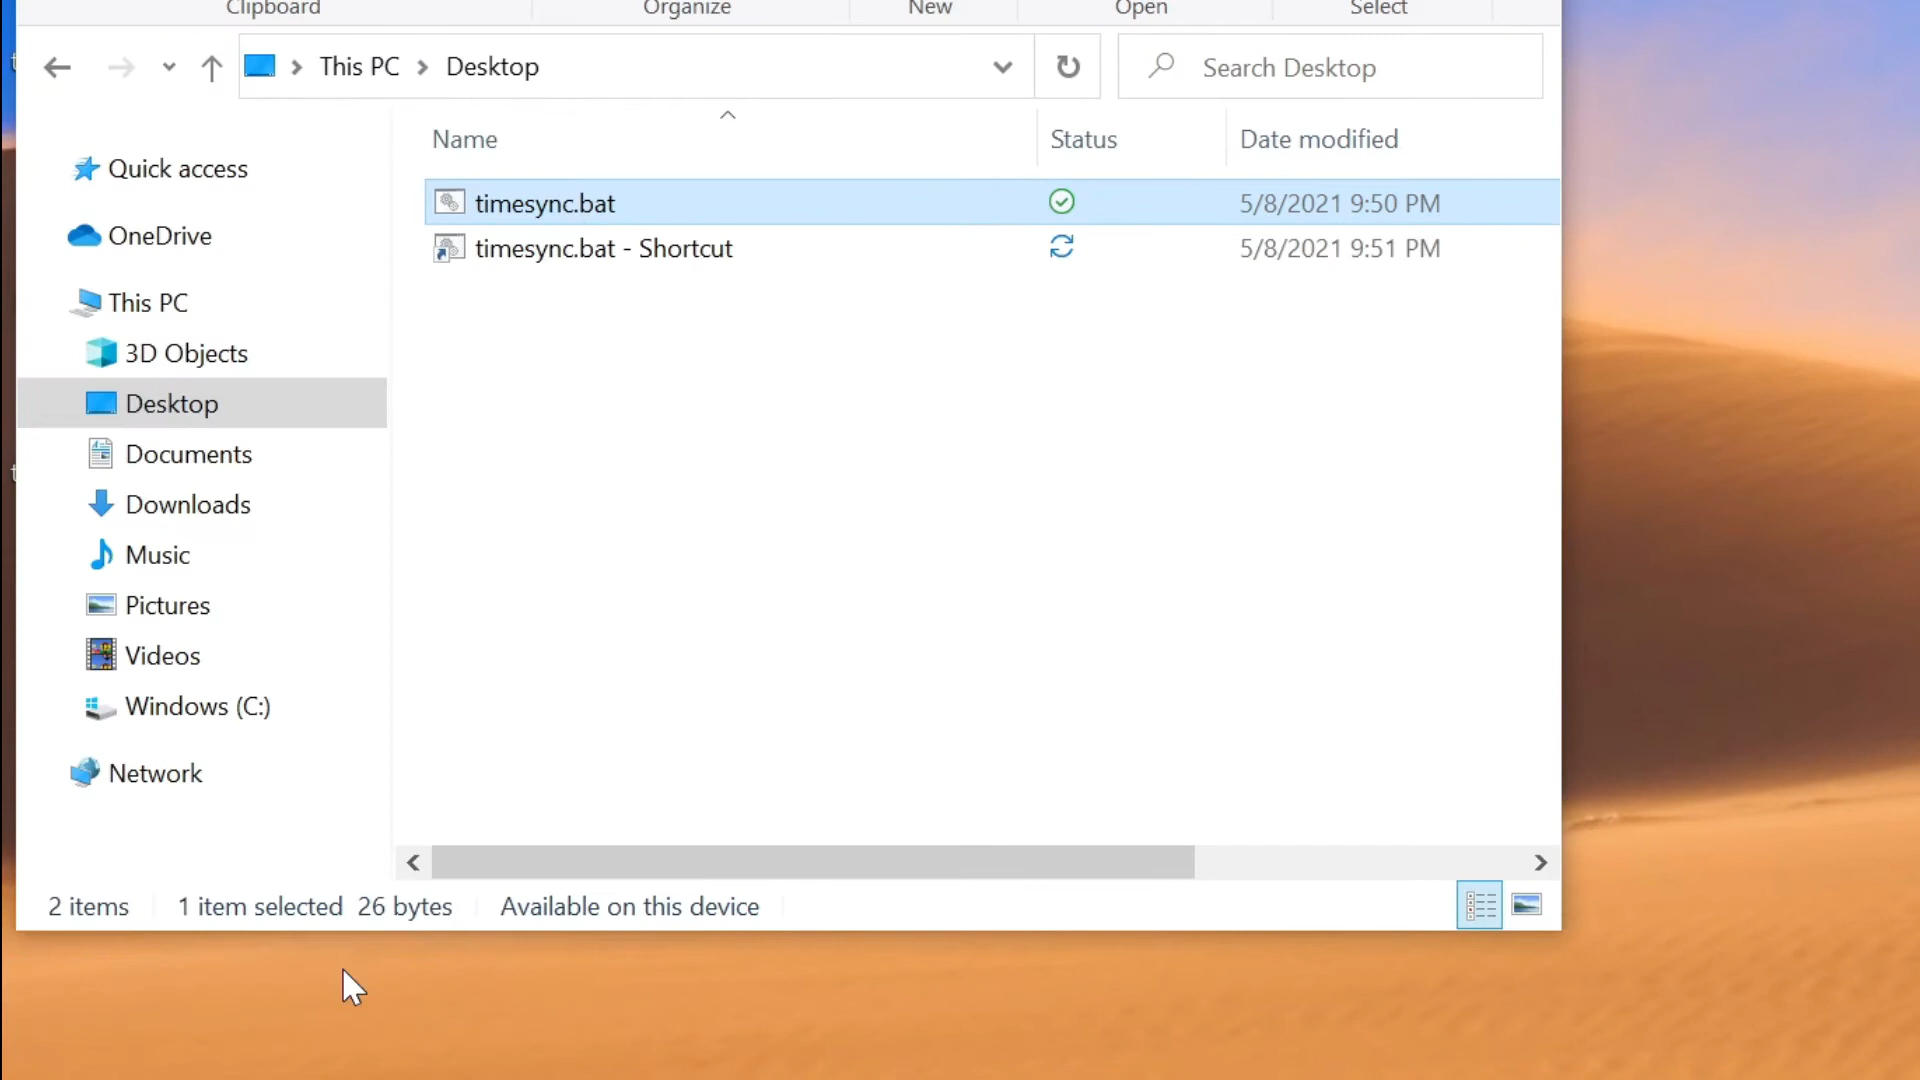 Clipboard Organize New Open Select
This PC Desktop
Search Desktop
Name Status Date modified
Quick access
OneDrive
This PC
3D Objects
Desktop
Documents
Downloads
Music
Pictures
Videos
Windows (C:)
Network
timesync.bat 5/8/2021 9:50 PM
timesync.bat - Shortcut 5/8/2021 9:51 PM
2 items 1 item selected 26 bytes Available on this device